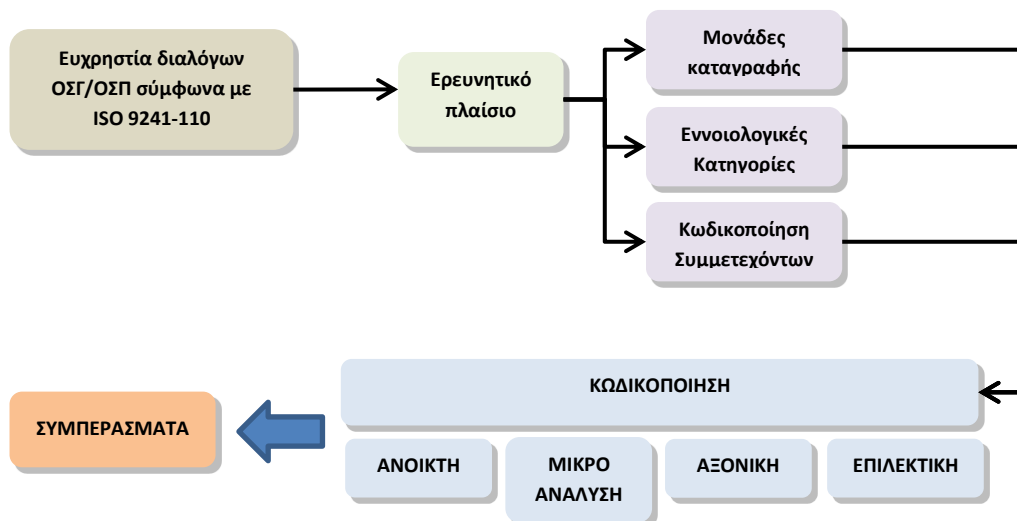 Ευχρηστία διαλόγων
ΟΣΓ/ΟΣΠ σύμφωνα με
ISO 9241-110
Ερευνητικό
πλαίσιο
Μονάδες
καταγραφής
Εννοιολογικές
Κατηγορίες
Κωδικοποίηση
Συμμετεχόντων
ΚΩΔΙΚΟΠΟΙΗΣΗ
ΣΥΜΠΕΡΑΣΜΑΤΑ
ΑΝΟΙΚΤΗ
ΜΙΚΡΟ
ΑΝΑΛΥΣΗ
ΑΞΟΝΙΚΗ
ΕΠΙΛΕΚΤΙΚΗ